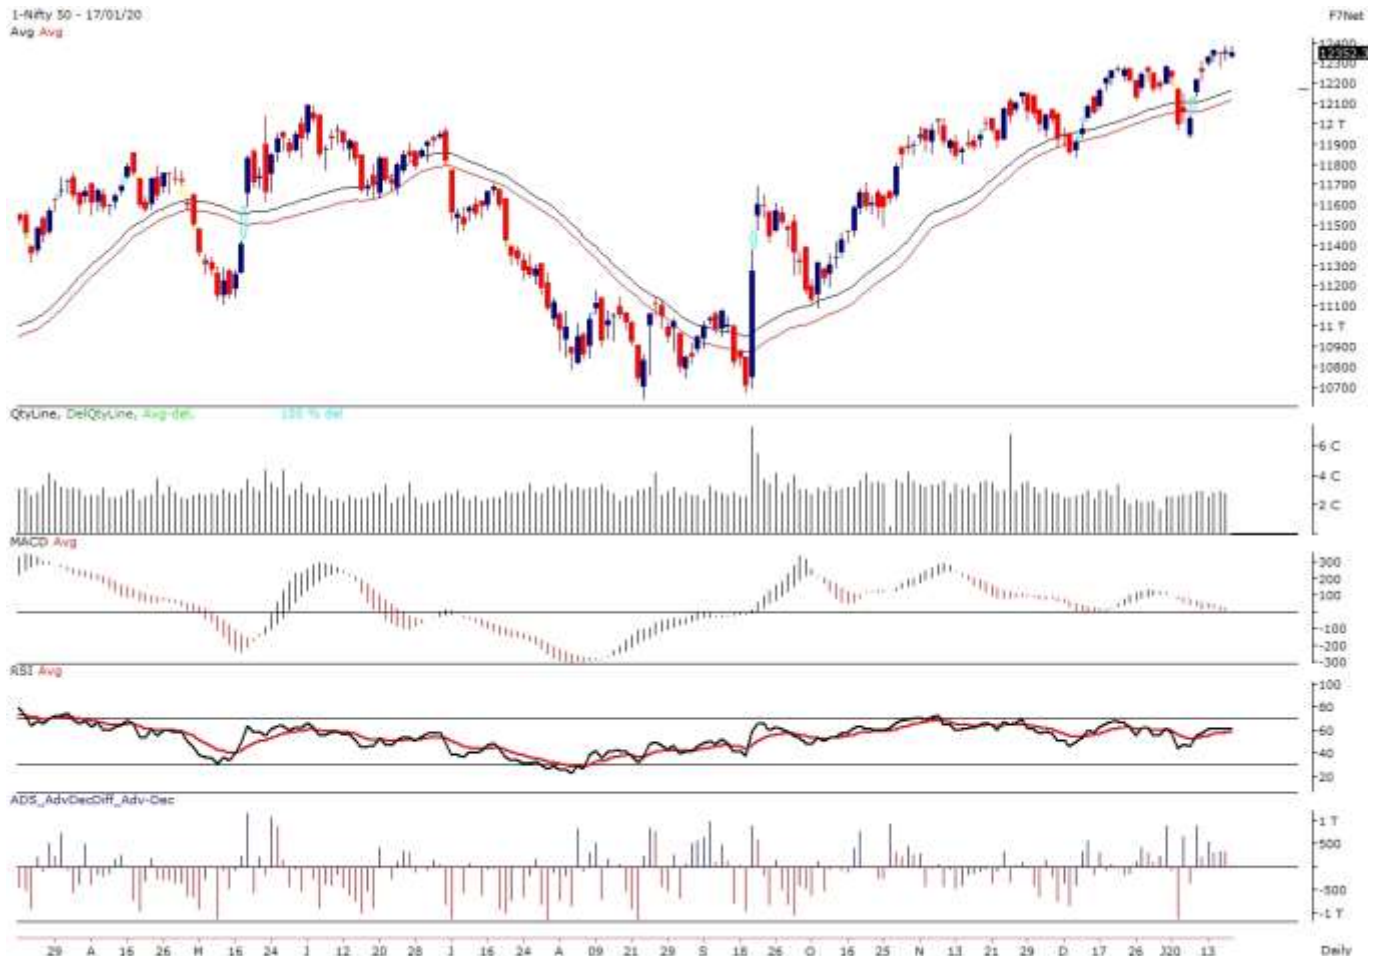 1-Nifty 50 - 17/01/20
F7Net
Avg Avg
12400
12352.3
12300
12200
12100
12 T
11900
11800
11700
11600
11500
11400
11300
11200
11100
11 T
10900
10800
10700
QtyLine, DelQtyLine, Avg-del, 100 % del
6 C
4 C
2 C
MACD Avg
300
200
100
-100
-200
-300
RSI Avg
100
80
60
40
20
ADS_AdvDecDiff_Adv-Dec
1 T
500
-500
-1 T
29 A 16 26 M 16 24 J 12 20 28 J 16 24 A 09 21 29 S 18 26 O 16 25 N 13 21 29 D 17 26 J20 13 Daily